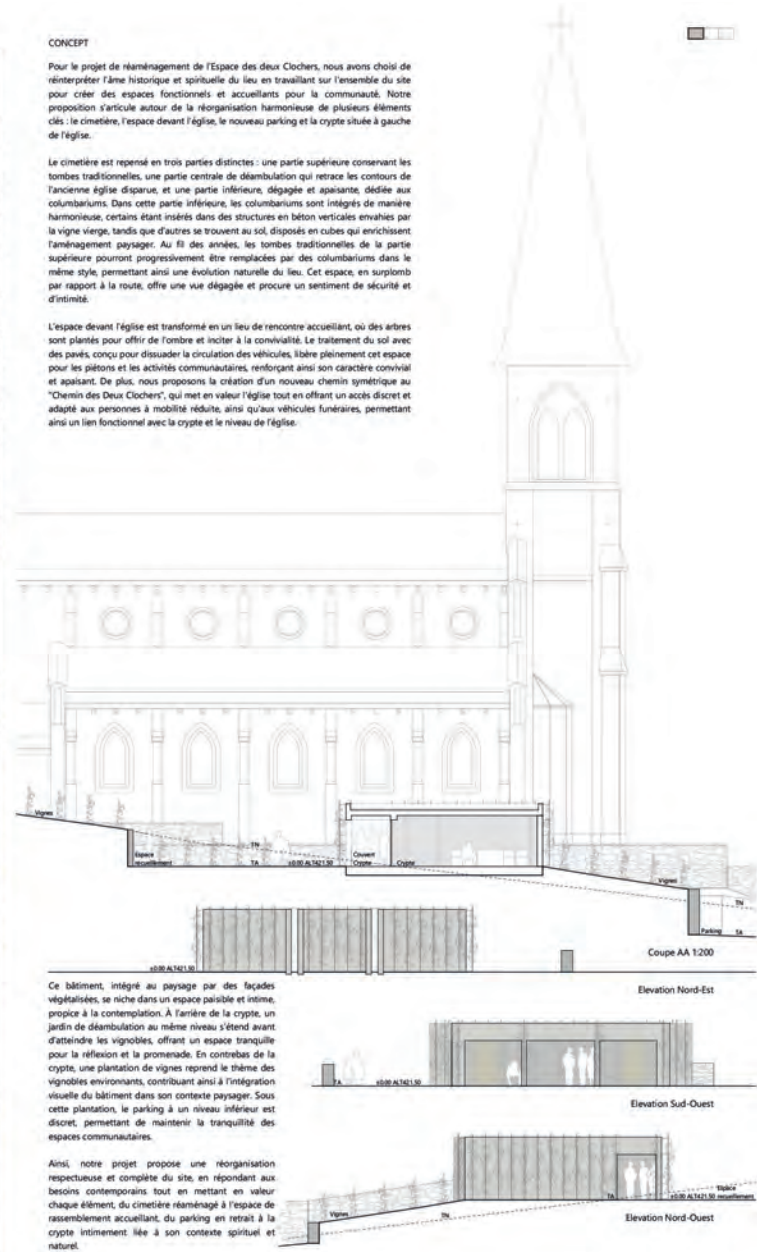 CONCEPT
Pour le projet de réaménagement de l'Espace des deux Clochers, nous avons choisi de
réinterpréter l'âme historique et spirituelle du lieu en travaillant sur l'ensemble du site
pour créer des espaces fonctionnels et accueillants pour la communauté. Notre
proposition s'articule autour de la réorganisation harmonieuse de plusieurs éléments
clés : le cimetière, l'espace devant l'église, le nouveau parking et la crypte située à gauche
de l'église.
Le cimetière est repensé en trois parties distinctes : une partie supérieure conservant les
tombes traditionnelles, une partie centrale de déambulation qui retrace les contours de
l'ancienne église disparue, et une partie inférieure, dégagée et apaisante, dédiée aux
columbariums. Dans cette partie inférieure, les columbariums sont intégrés de manière
harmonieuse, certains étant insérés dans des structures en béton verticales envahies par
la vigne vierge, tandis que d'autres se trouvent au sol, disposés en cubes qui enrichissent
l'aménagement paysager. Au fil des années, les tombes traditionnelles de la partie
supérieure pourront progressivement être remplacées par des columbariums dans le
même style, permettant ainsi une évolution naturelle du lieu. Cet espace, en surplomb
par rapport à la route, offre une vue dégagée et procure un sentiment de sécurité et
d'intimité.
L'espace devant l'église est transformé en un lieu de rencontre accueillant, où des arbres
sont plantés pour offrir de l'ombre et inciter à la convivialité. Le traitement du sol avec
des pavés, conçu pour dissuader la circulation des véhicules, libère pleinement cet espace
pour les piétons et les activités communautaires, renforçant ainsi son caractère convivial
et apaisant. De plus, nous proposons la création d'un nouveau chemin symétrique au
"Chemin des Deux Clochers", qui met en valeur l'église tout en offrant un accès discret et
adapté aux personnes à mobilité réduite, ainsi qu'aux véhicules funéraires, permettant
ainsi un lien fonctionnel avec la crypte et le niveau de l'église.
Vignes
TN
Espace
recueillement
TA ±0.00 ALT421.50
Couvert
Crypte
Crypte
Vignes
TN
Parking TA
Coupe AA 1:200
±0.00 ALT421.50
Elevation Nord-Est
Ce bâtiment, intégré au paysage par des façades
végétalisées, se niche dans un espace paisible et intime,
propice à la contemplation. À l'arrière de la crypte, un
jardin de déambulation au même niveau s'étend avant
d'atteindre les vignobles, offrant un espace tranquille
pour la réflexion et la promenade. En contrebas de la
crypte, une plantation de vignes reprend le thème des
vignobles environnants, contribuant ainsi à l'intégration
visuelle du bâtiment dans son contexte paysager. Sous
cette plantation, le parking à un niveau inférieur est
discret, permettant de maintenir la tranquillité des
espaces communautaires.
TA ±0.00 ALT421.50
Elevation Sud-Ouest
Ainsi, notre projet propose une réorganisation
respectueuse et complète du site, en répondant aux
besoins contemporains tout en mettant en valeur
chaque élément, du cimetière réaménagé à l'espace de
rassemblement accueillant, du parking en retrait à la
crypte intimement liée à son contexte spirituel et
naturel.
Vignes
TN
TA
±0.00 ALT421.50
Espace
recueillement
Elevation Nord-Ouest